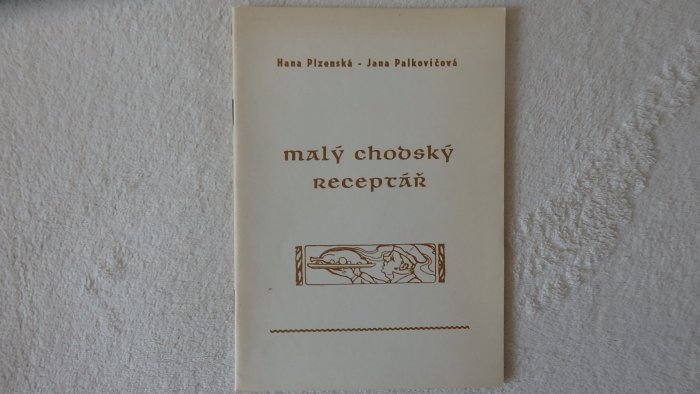 Hana Plzenská - Jana Palkovičová
malý chodský
receptář